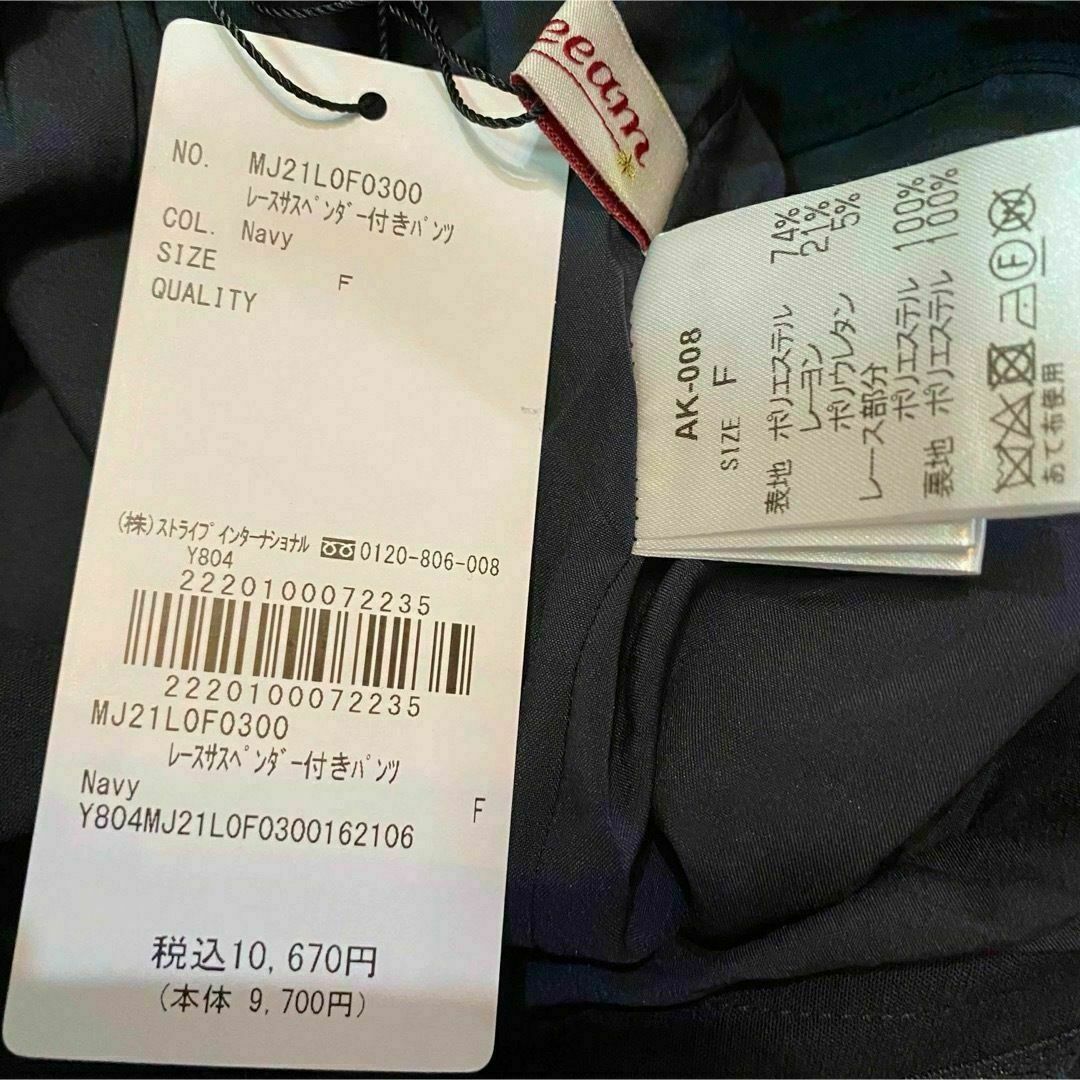 NO. MJ21L0F0300
ﾚｰｽｻｽﾍﾟﾝﾀﾞｰ付きﾊﾟﾝﾂ
COL. Navy
SIZE F
QUALITY
(株)ｽﾄﾗｲﾌﾟ ｲﾝﾀｰﾅｼｮﾅﾙ 0120-806-008
Y804
2220100072235
2220100072235
MJ21L0F0300
ﾚｰｽｻｽﾍﾟﾝﾀﾞｰ付きﾊﾟﾝﾂ
Navy F
Y804MJ21L0F0300162106
税込10,670円
(本体 9,700円)
eeam
AK-008
SIZE F
表地 ポリエステル 74%
レーヨン 21%
ポリウレタン 5%
レース部分
ポリエステル 100%
裏地 ポリエステル 100%
F
あて布使用